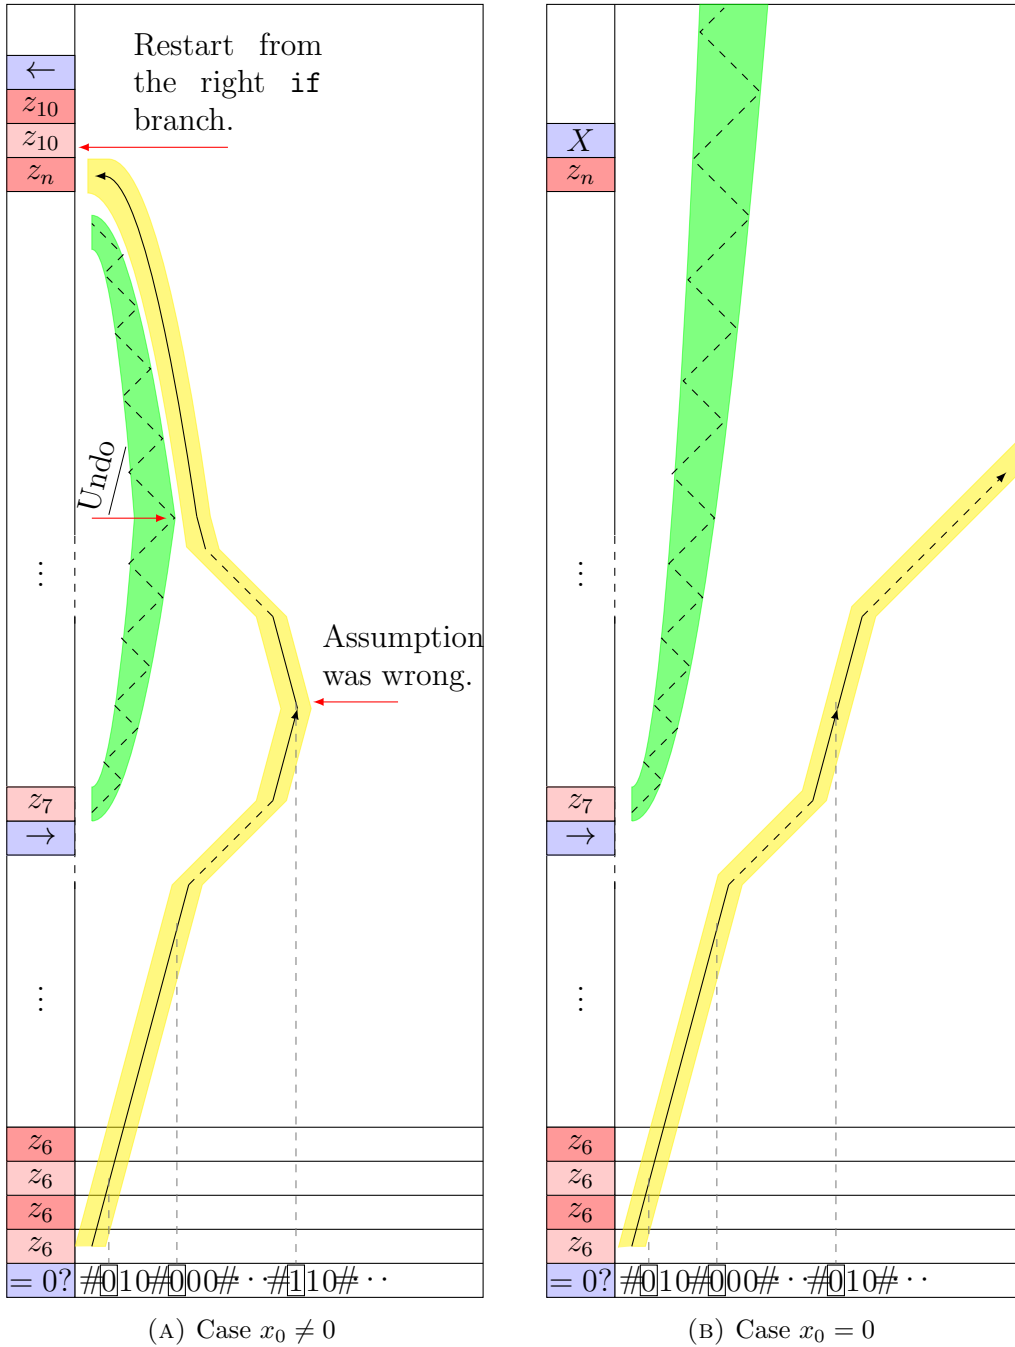 Restart from
the right if
branch.
←
z10
z10
zn
X
zn
Undo
⋮
⋮
Assumption
was wrong.
z7
→
z7
→
⋮
⋮
z6
z6
z6
z6
z6
z6
z6
z6
= 0? #010#000#···#110#···
= 0? #010#000#···#010#···
(A) Case x0 ≠ 0
(B) Case x0 = 0